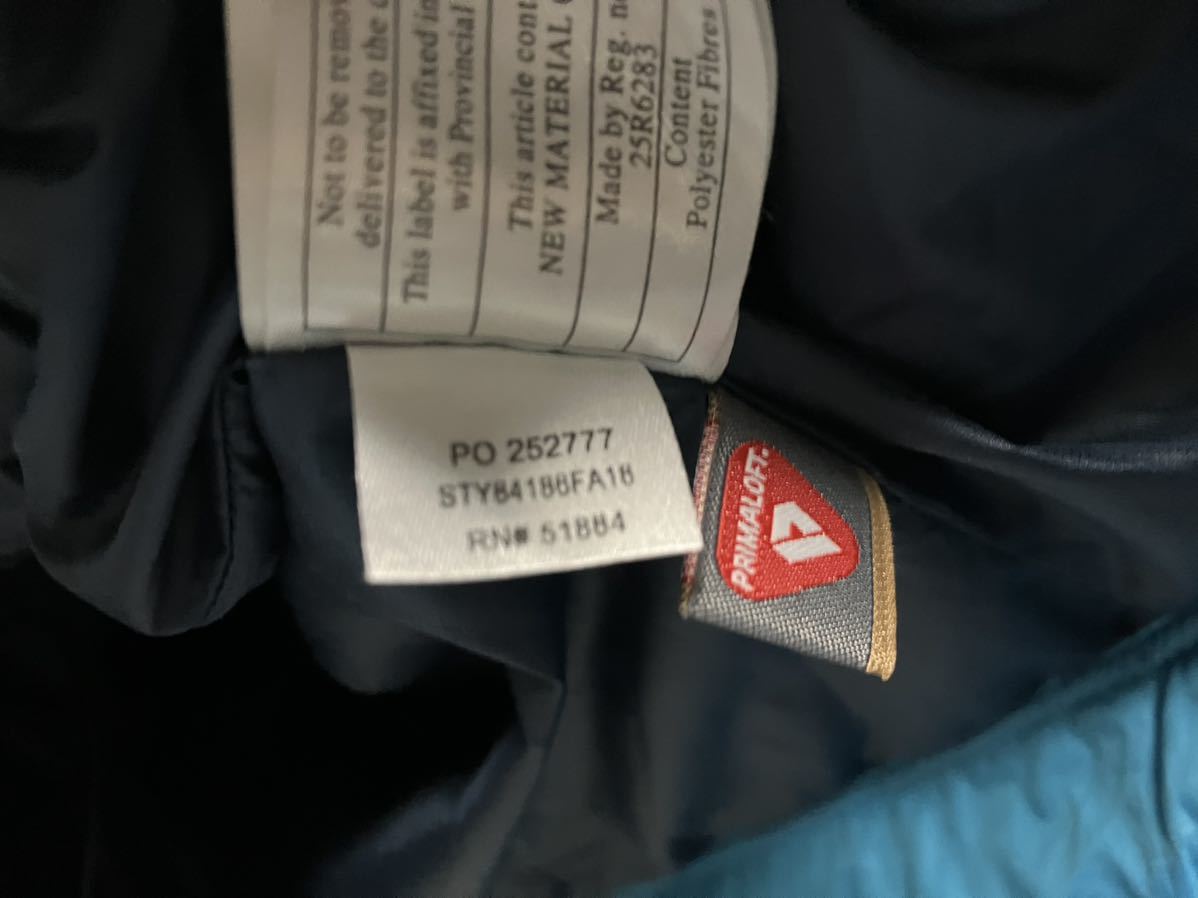 Not to be remov
delivered to the c
This label is affixed in
with Provincial
This article cont
NEW MATERIAL
Made by Reg. n
25R6283
Content
Polyester Fibres
PO 252777
STY84186FA16
RN# 51884
PRIMALOFT